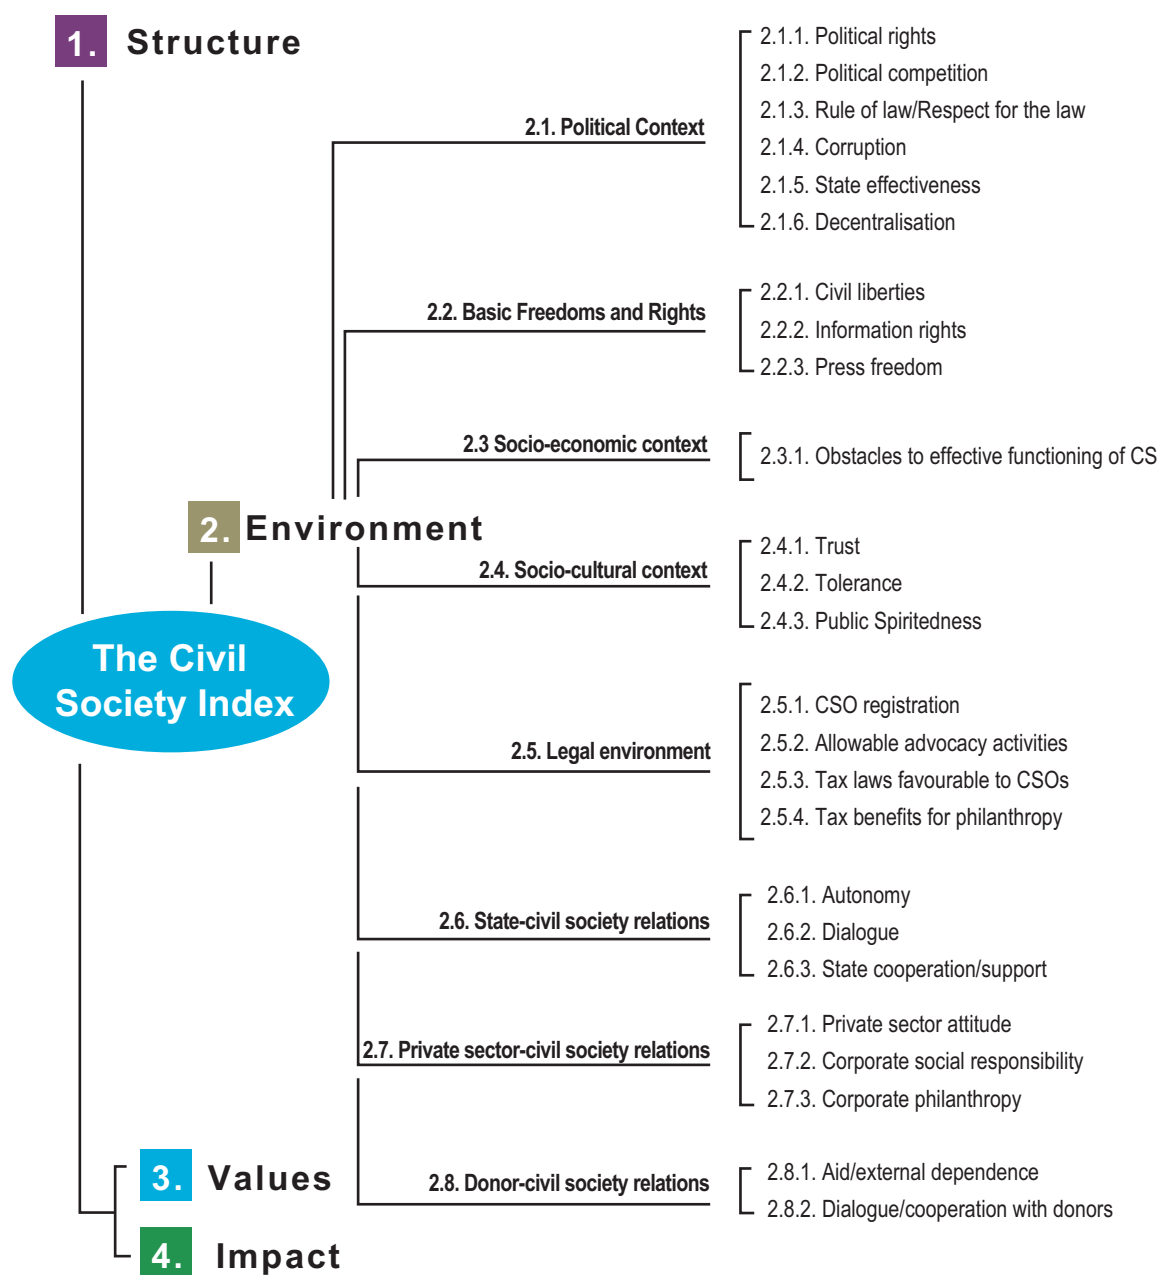 1. Structure
2.1. Political Context
2.1.1. Political rights
2.1.2. Political competition
2.1.3. Rule of law/Respect for the law
2.1.4. Corruption
2.1.5. State effectiveness
2.1.6. Decentralisation
2.2. Basic Freedoms and Rights
2.2.1. Civil liberties
2.2.2. Information rights
2.2.3. Press freedom
2.3 Socio-economic context
2.3.1. Obstacles to effective functioning of CS
2. Environment
2.4. Socio-cultural context
2.4.1. Trust
2.4.2. Tolerance
2.4.3. Public Spiritedness
The Civil
Society Index
2.5. Legal environment
2.5.1. CSO registration
2.5.2. Allowable advocacy activities
2.5.3. Tax laws favourable to CSOs
2.5.4. Tax benefits for philanthropy
2.6. State-civil society relations
2.6.1. Autonomy
2.6.2. Dialogue
2.6.3. State cooperation/support
2.7. Private sector-civil society relations
2.7.1. Private sector attitude
2.7.2. Corporate social responsibility
2.7.3. Corporate philanthropy
3. Values
2.8. Donor-civil society relations
2.8.1. Aid/external dependence
2.8.2. Dialogue/cooperation with donors
4. Impact